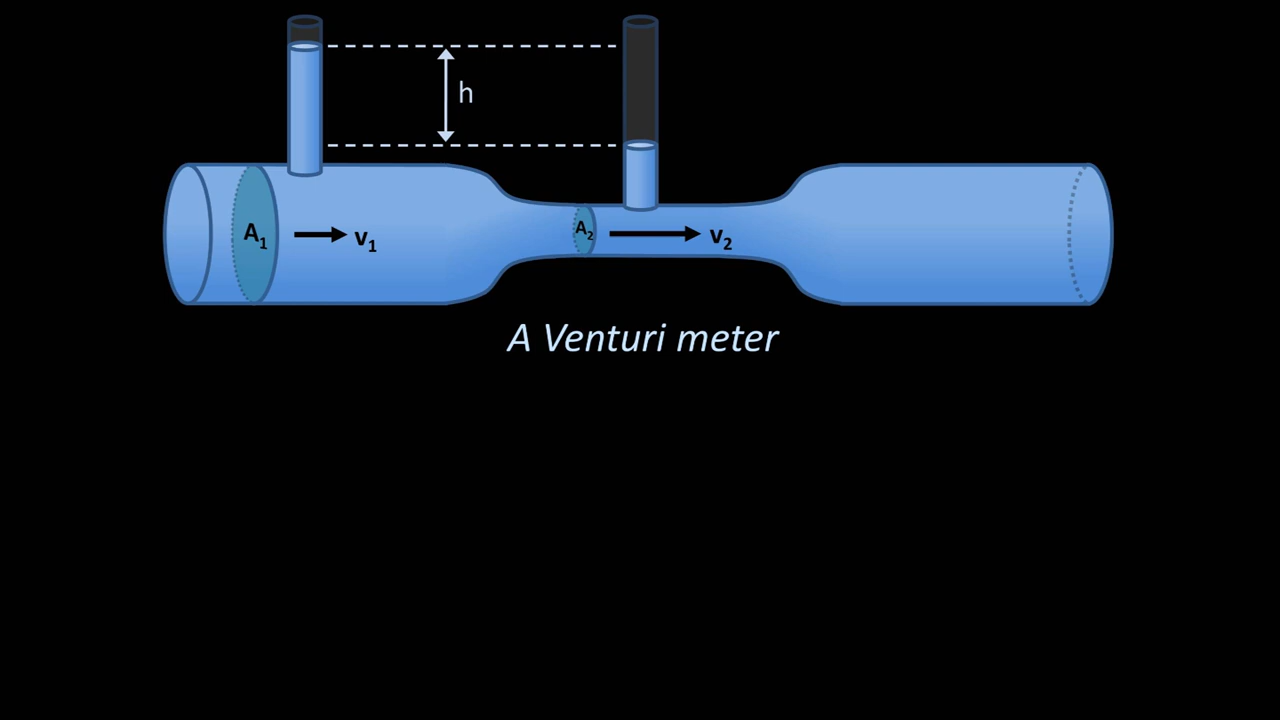 h
A₁
v₁
A₂
v₂
A Venturi meter